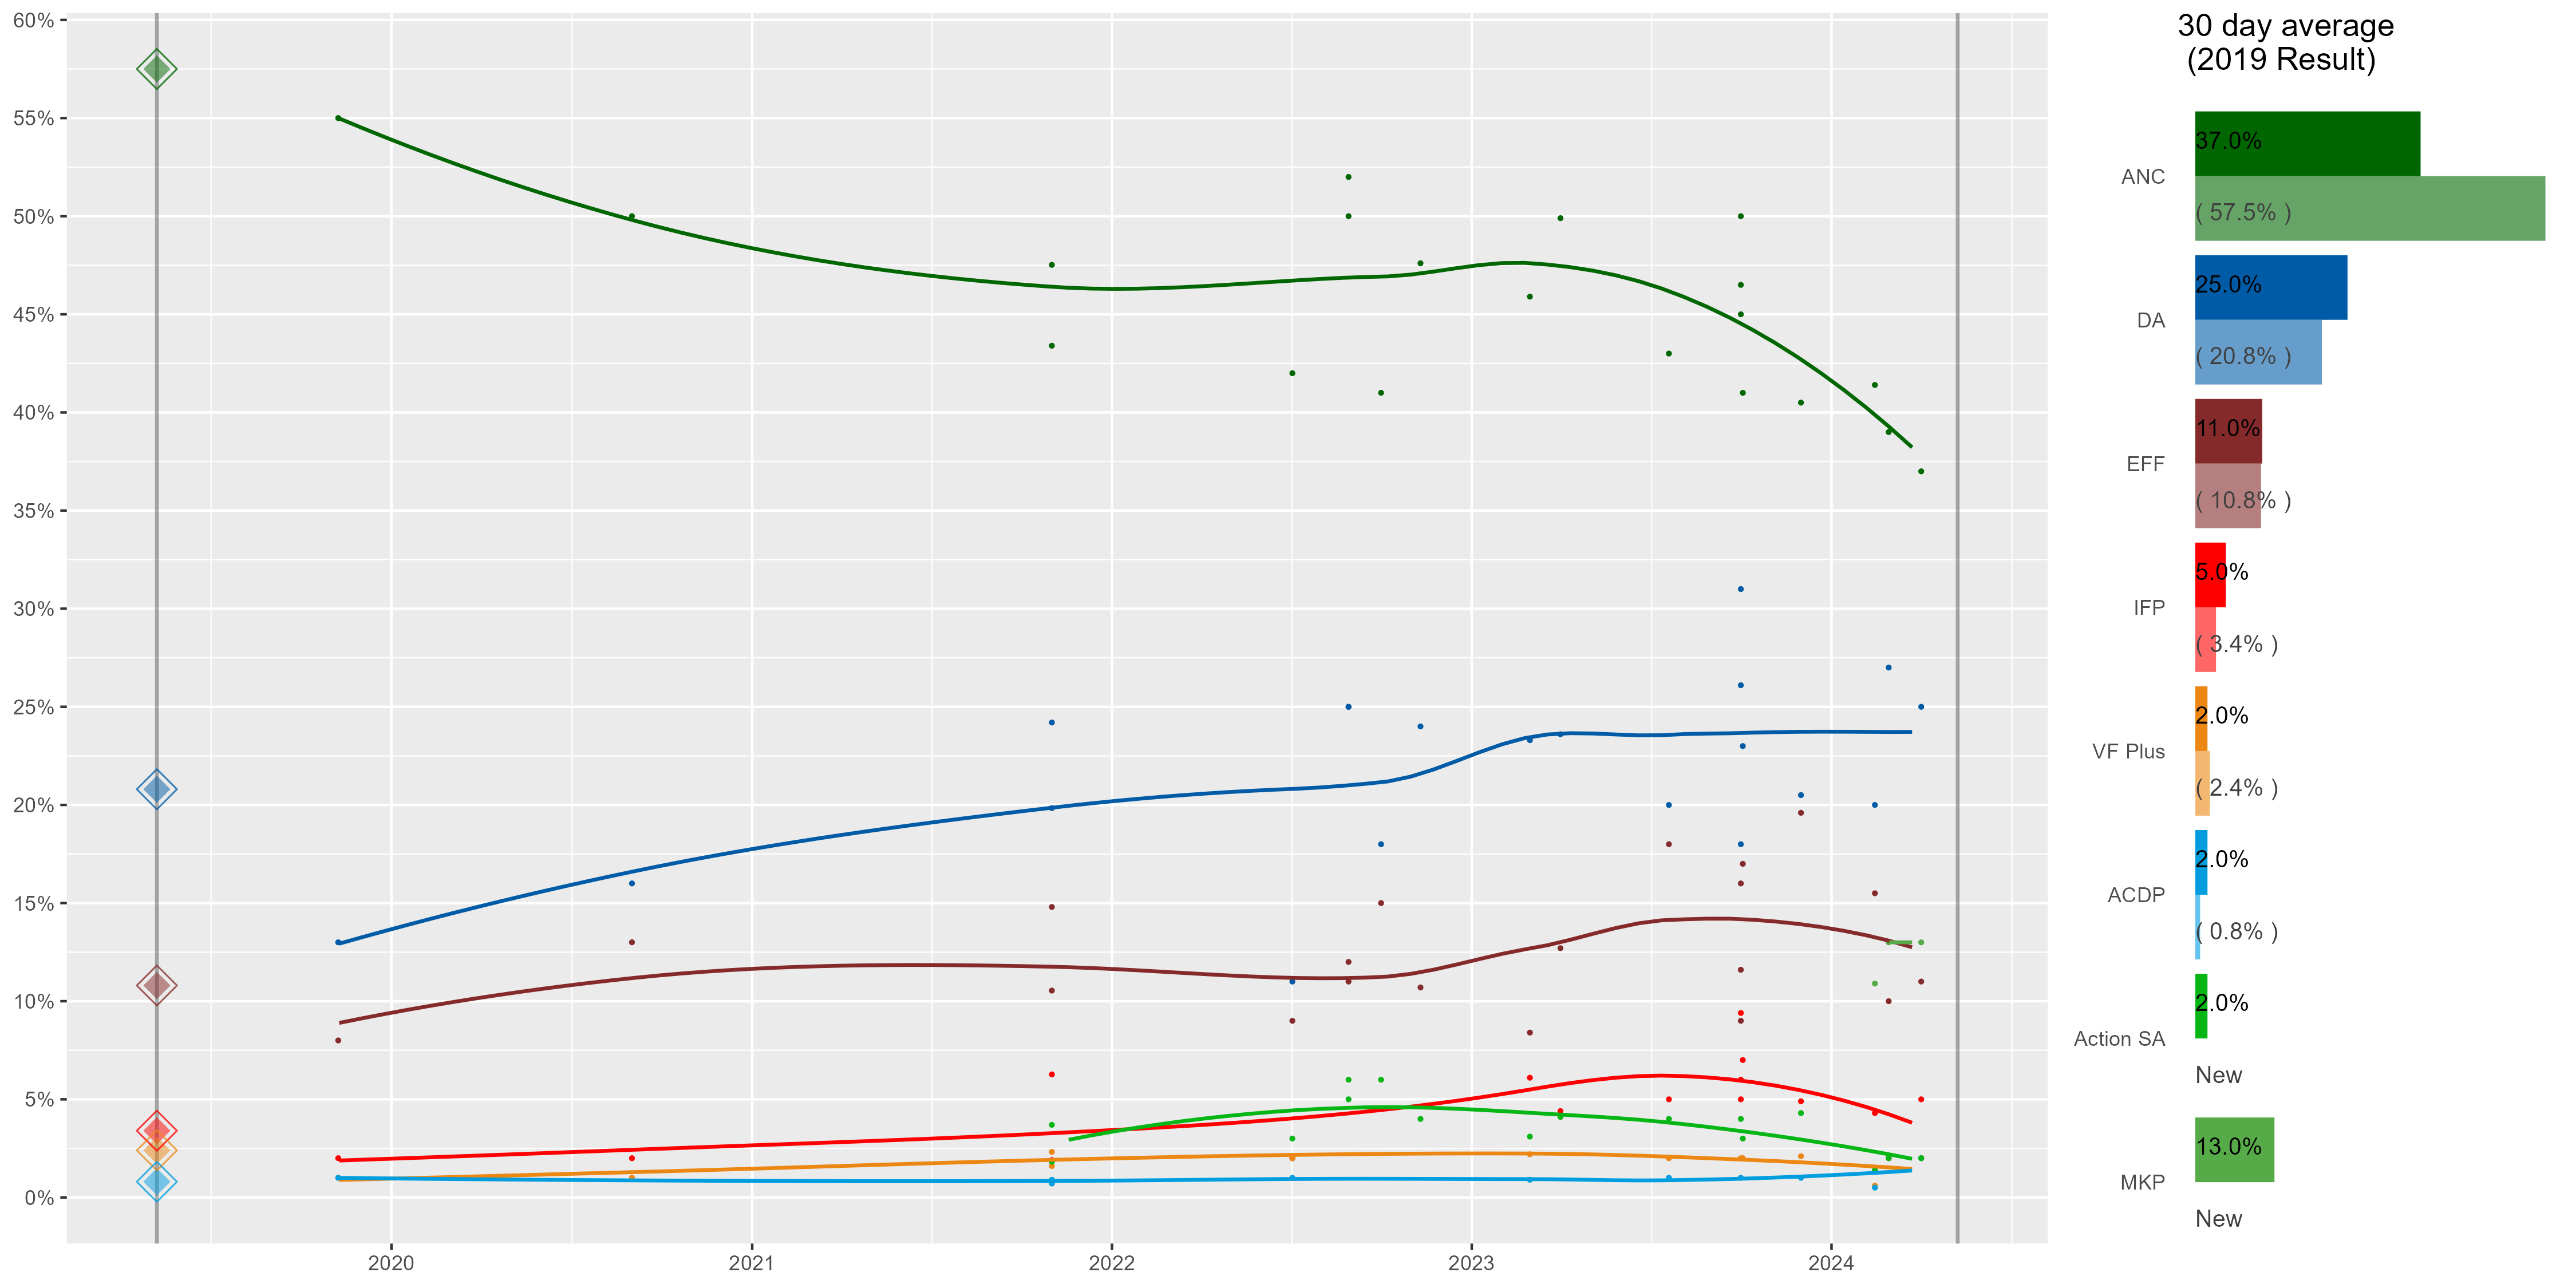 60%
55%
50%
45%
40%
35%
30%
25%
20%
15%
10%
5%
0%
2020
2021
2022
2023
2024
30 day average
(2019 Result)
ANC
37.0%
( 57.5% )
DA
25.0%
( 20.8% )
EFF
11.0%
( 10.8% )
IFP
5.0%
( 3.4% )
VF Plus
2.0%
( 2.4% )
ACDP
2.0%
( 0.8% )
Action SA
2.0%
New
MKP
13.0%
New